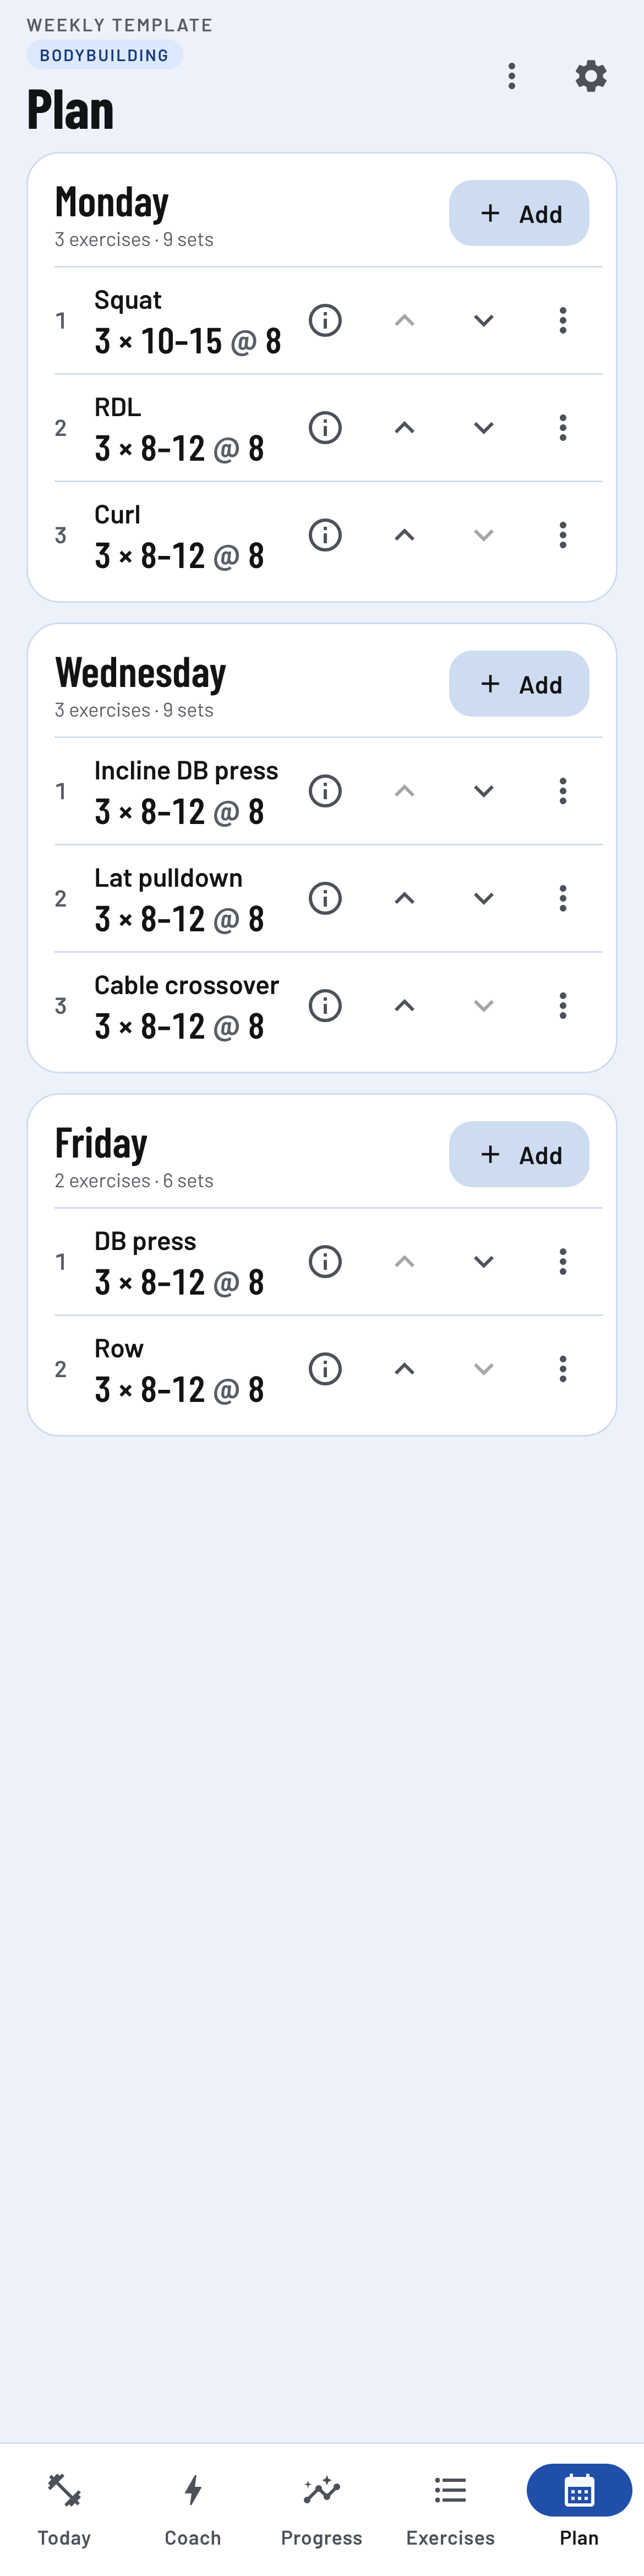 WEEKLY TEMPLATE
BODYBUILDING
Plan
Monday
3 exercises · 9 sets
+ Add
1
Squat
3 × 10–15 @ 8
2
RDL
3 × 8–12 @ 8
3
Curl
3 × 8–12 @ 8
Wednesday
3 exercises · 9 sets
+ Add
1
Incline DB press
3 × 8–12 @ 8
2
Lat pulldown
3 × 8–12 @ 8
3
Cable crossover
3 × 8–12 @ 8
Friday
2 exercises · 6 sets
+ Add
1
DB press
3 × 8–12 @ 8
2
Row
3 × 8–12 @ 8
Today Coach Progress Exercises Plan